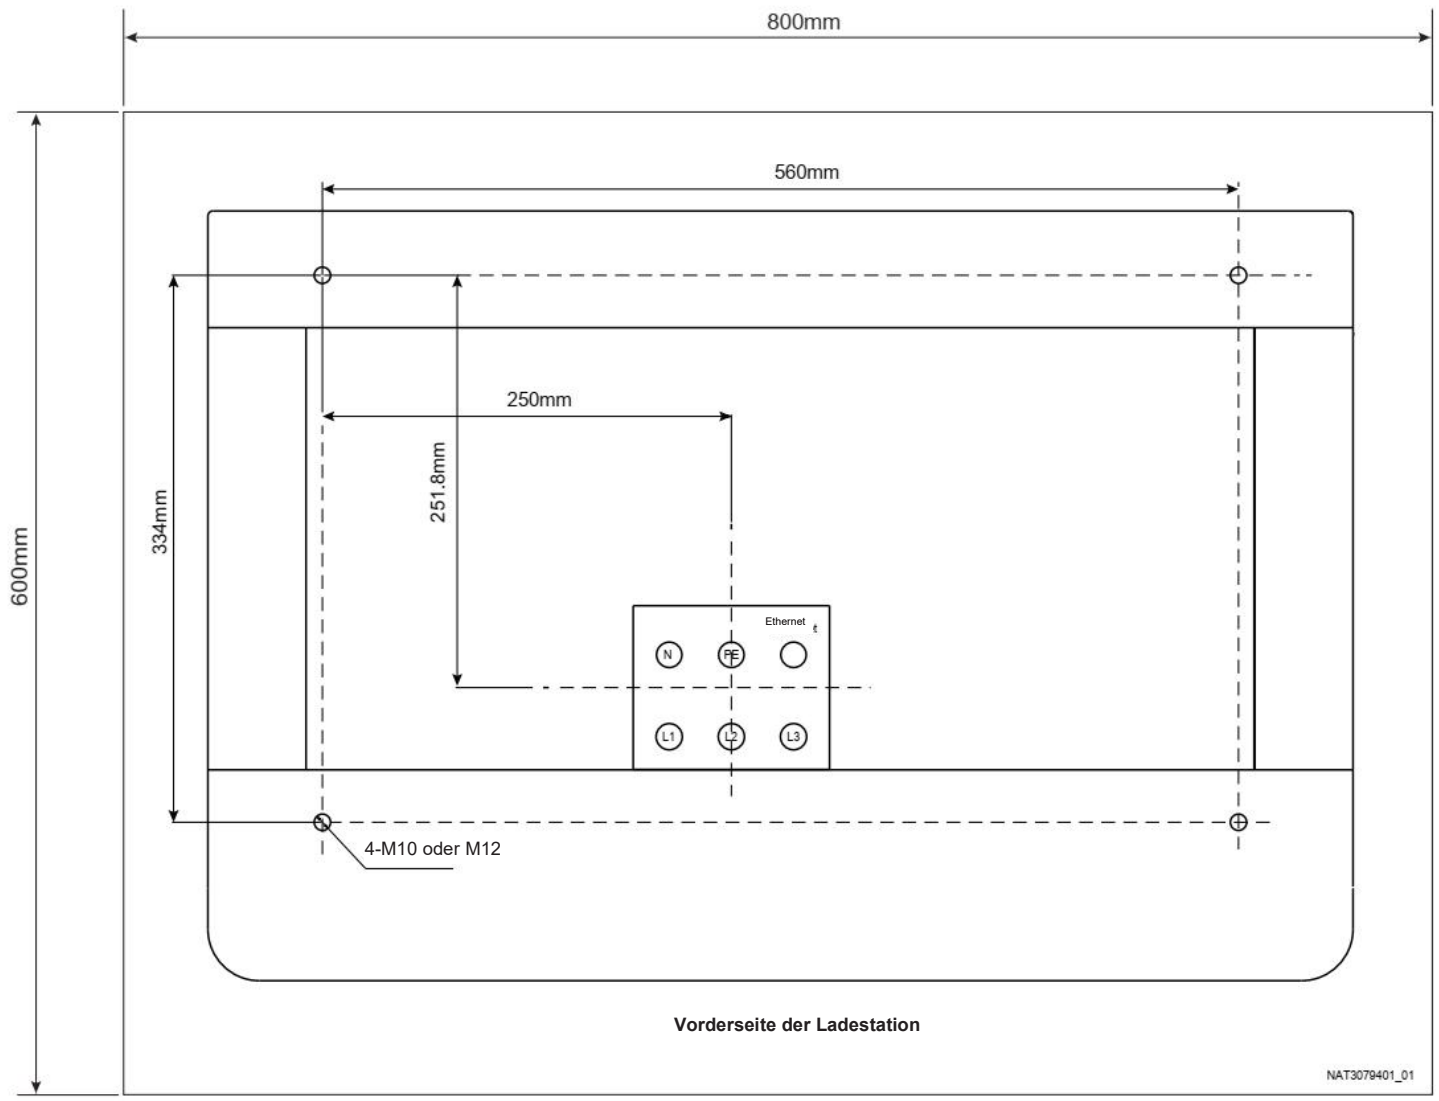 800mm
560mm
250mm
251.8mm
334mm
600mm
Ethernet
N
PE
L1
L2
L3
4-M10 oder M12
Vorderseite der Ladestation
NAT3079401_01